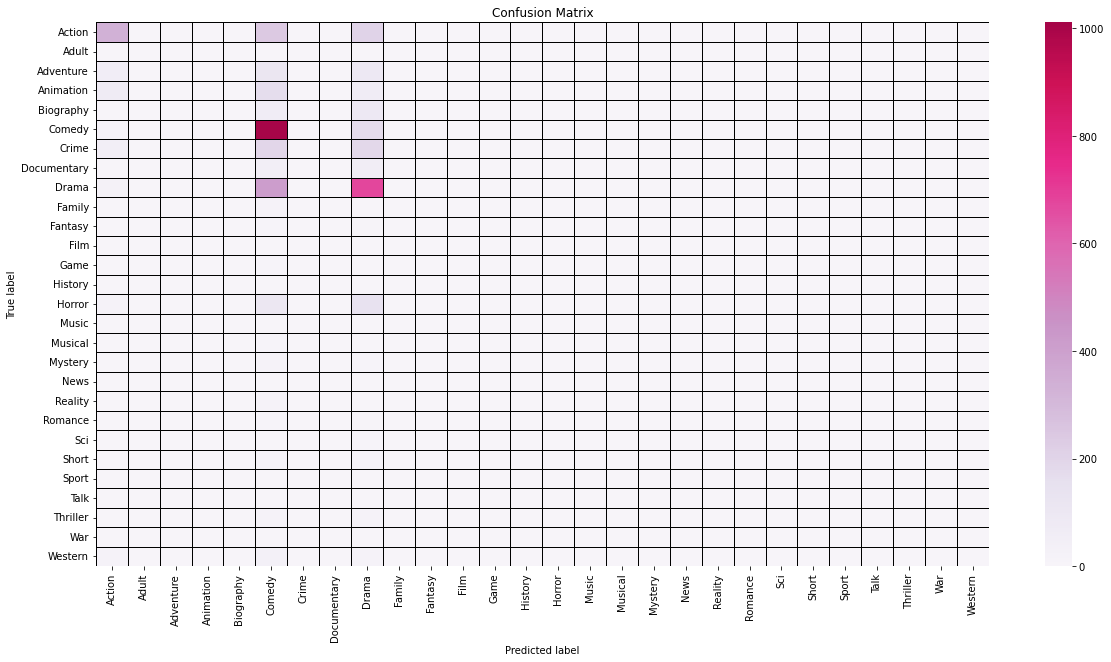 Confusion Matrix
True label
Action
Adult
Adventure
Animation
Biography
Comedy
Crime
Documentary
Drama
Family
Fantasy
Film
Game
History
Horror
Music
Musical
Mystery
News
Reality
Romance
Sci
Short
Sport
Talk
Thriller
War
Western
Action
Adult
Adventure
Animation
Biography
Comedy
Crime
Documentary
Drama
Family
Fantasy
Film
Game
History
Horror
Music
Musical
Mystery
News
Reality
Romance
Sci
Short
Sport
Talk
Thriller
War
Western
Predicted label
1000
800
600
400
200
0